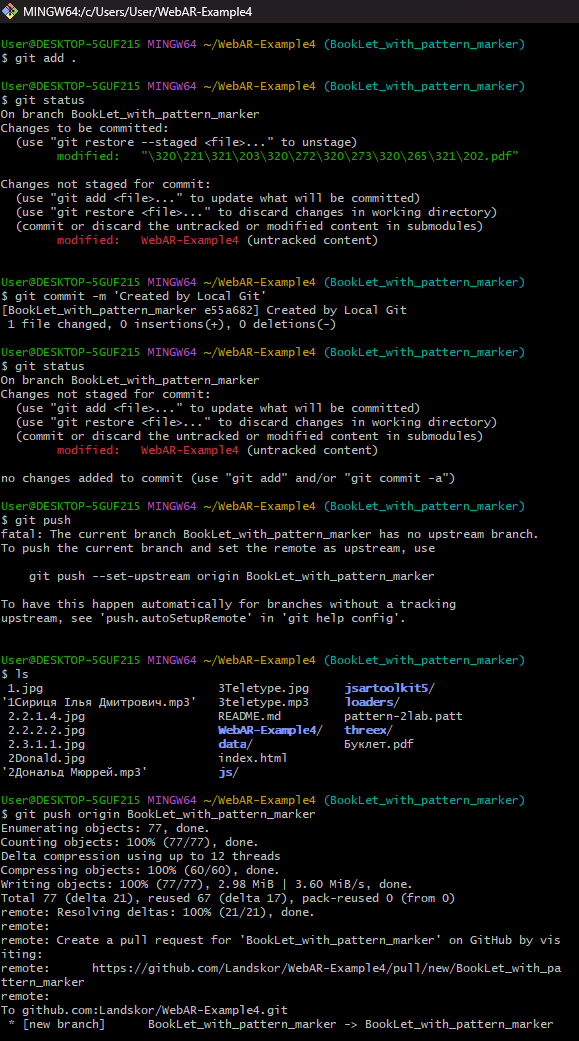 MINGW64:/c/Users/User/WebAR-Example4
User@DESKTOP-5GUF215 MINGW64 ~/WebAR-Example4 (BookLet_with_pattern_marker)
$ git add .
User@DESKTOP-5GUF215 MINGW64 ~/WebAR-Example4 (BookLet_with_pattern_marker)
$ git status
On branch BookLet_with_pattern_marker
Changes to be committed:
  (use "git restore --staged <file>..." to unstage)
        modified:   "\320\221\321\203\320\272\320\273\320\265\321\202.pdf"
Changes not staged for commit:
  (use "git add <file>..." to update what will be committed)
  (use "git restore <file>..." to discard changes in working directory)
  (commit or discard the untracked or modified content in submodules)
        modified:   WebAR-Example4 (untracked content)
User@DESKTOP-5GUF215 MINGW64 ~/WebAR-Example4 (BookLet_with_pattern_marker)
$ git commit -m 'Created by Local Git'
[BookLet_with_pattern_marker e55a682] Created by Local Git
 1 file changed, 0 insertions(+), 0 deletions(-)
User@DESKTOP-5GUF215 MINGW64 ~/WebAR-Example4 (BookLet_with_pattern_marker)
$ git status
On branch BookLet_with_pattern_marker
Changes not staged for commit:
  (use "git add <file>..." to update what will be committed)
  (use "git restore <file>..." to discard changes in working directory)
  (commit or discard the untracked or modified content in submodules)
        modified:   WebAR-Example4 (untracked content)
no changes added to commit (use "git add" and/or "git commit -a")
User@DESKTOP-5GUF215 MINGW64 ~/WebAR-Example4 (BookLet_with_pattern_marker)
$ git push
fatal: The current branch BookLet_with_pattern_marker has no upstream branch.
To push the current branch and set the remote as upstream, use
    git push --set-upstream origin BookLet_with_pattern_marker
To have this happen automatically for branches without a tracking
upstream, see 'push.autoSetupRemote' in 'git help config'.
User@DESKTOP-5GUF215 MINGW64 ~/WebAR-Example4 (BookLet_with_pattern_marker)
$ ls
 1.jpg                         3Teletype.jpg     jsartoolkit5/
'1Сириця Ілья Дмитрович.mp3'   3teletype.mp3     loaders/
 2.2.1.4.jpg                   README.md         pattern-2lab.patt
 2.2.2.2.jpg                   WebAR-Example4/   threex/
 2.3.1.1.jpg                   data/             Буклет.pdf
 2Donald.jpg                   index.html
'2Дональд Мюррей.mp3'          js/
User@DESKTOP-5GUF215 MINGW64 ~/WebAR-Example4 (BookLet_with_pattern_marker)
$ git push origin BookLet_with_pattern_marker
Enumerating objects: 77, done.
Counting objects: 100% (77/77), done.
Delta compression using up to 12 threads
Compressing objects: 100% (60/60), done.
Writing objects: 100% (77/77), 2.98 MiB | 3.60 MiB/s, done.
Total 77 (delta 21), reused 67 (delta 17), pack-reused 0 (from 0)
remote: Resolving deltas: 100% (21/21), done.
remote:
remote: Create a pull request for 'BookLet_with_pattern_marker' on GitHub by vis
iting:
remote:      https://github.com/Landskor/WebAR-Example4/pull/new/BookLet_with_pa
ttern_marker
remote:
To github.com:Landskor/WebAR-Example4.git
 * [new branch]      BookLet_with_pattern_marker -> BookLet_with_pattern_marker